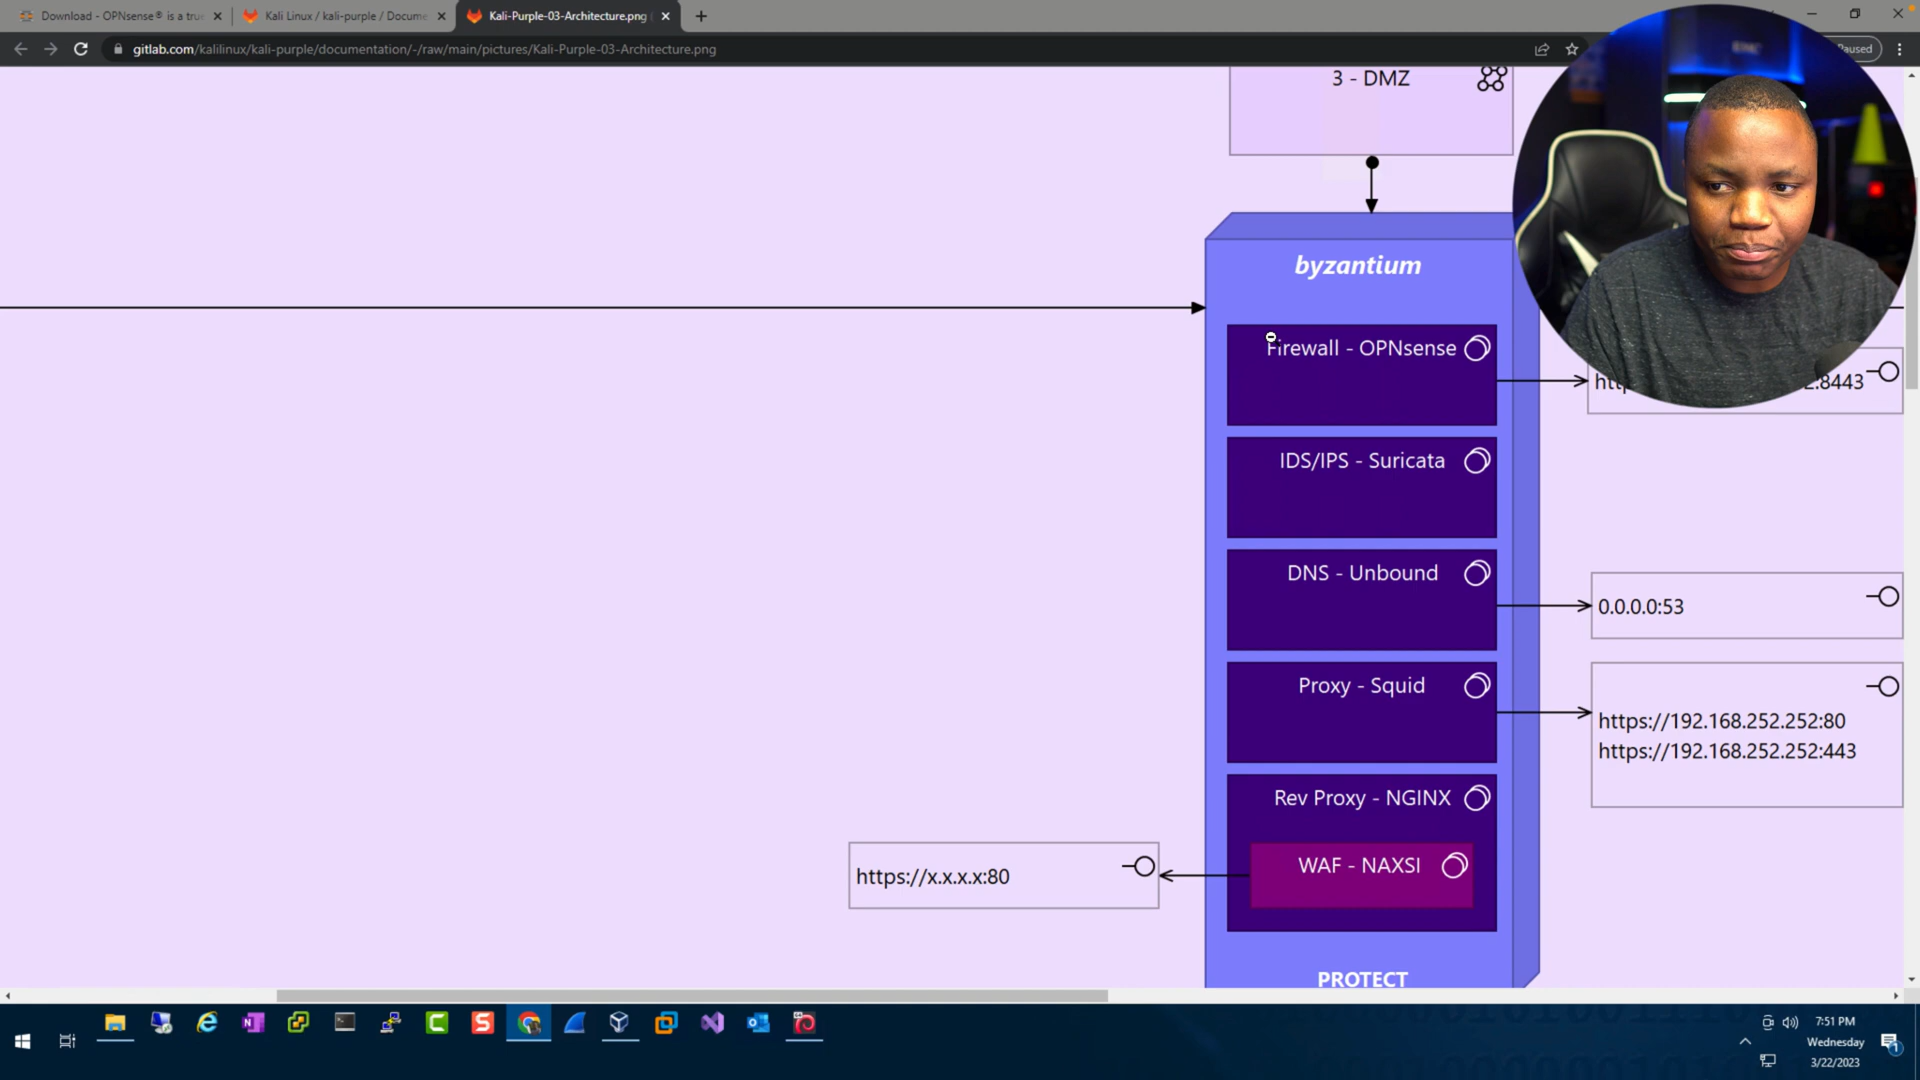 Download - OPNsense® is a tru
Kali Linux / kali-purple / Docume
Kali-Purple-03-Architecture.png
gitlab.com/kalilinux/kali-purple/documentation/-/raw/main/pictures/Kali-Purple-03-Architecture.png
Paused
3 - DMZ
byzantium
Firewall - OPNsense
:8443
IDS/IPS - Suricata
DNS - Unbound
0.0.0.0:53
Proxy - Squid
https://192.168.252.252:80
https://192.168.252.252:443
Rev Proxy - NGINX
WAF - NAXSI
https://x.x.x.x:80
PROTECT
7:51 PM
Wednesday
3/22/2023
1